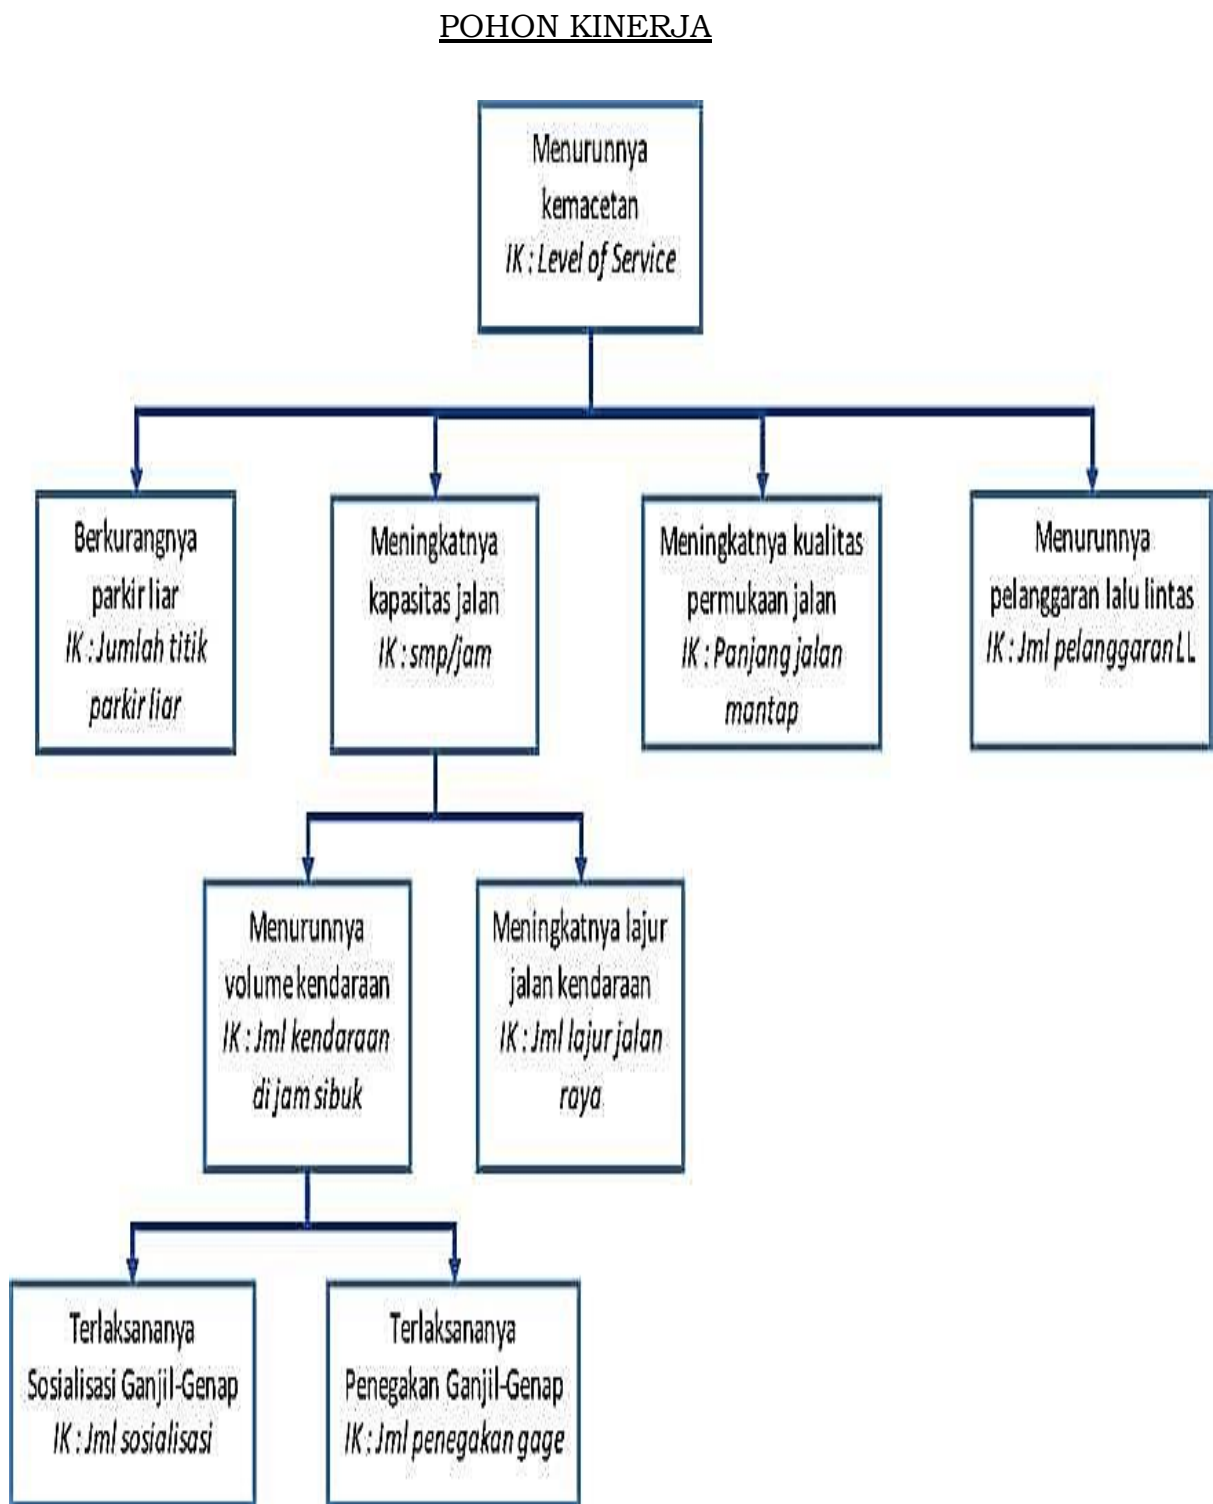 POHON KINERJA
Menurunnya
kemacetan
IK : Level of Service
Berkurangnya
parkir liar
IK : Jumlah titik
parkir liar
Meningkatnya
kapasitas jalan
IK : smp/jam
Meningkatnya kualitas
permukaan jalan
IK : Panjang jalan
mantap
Menurunnya
pelanggaran lalu lintas
IK : Jml pelanggaran LL
Menurunnya
volume kendaraan
IK : Jml kendaraan
di jam sibuk
Meningkatnya lajur
jalan kendaraan
IK : Jml lajur jalan
raya
Terlaksananya
Sosialisasi Ganjil-Genap
IK : Jml sosialisasi
Terlaksananya
Penegakan Ganjil-Genap
IK : Jml penegakan gage